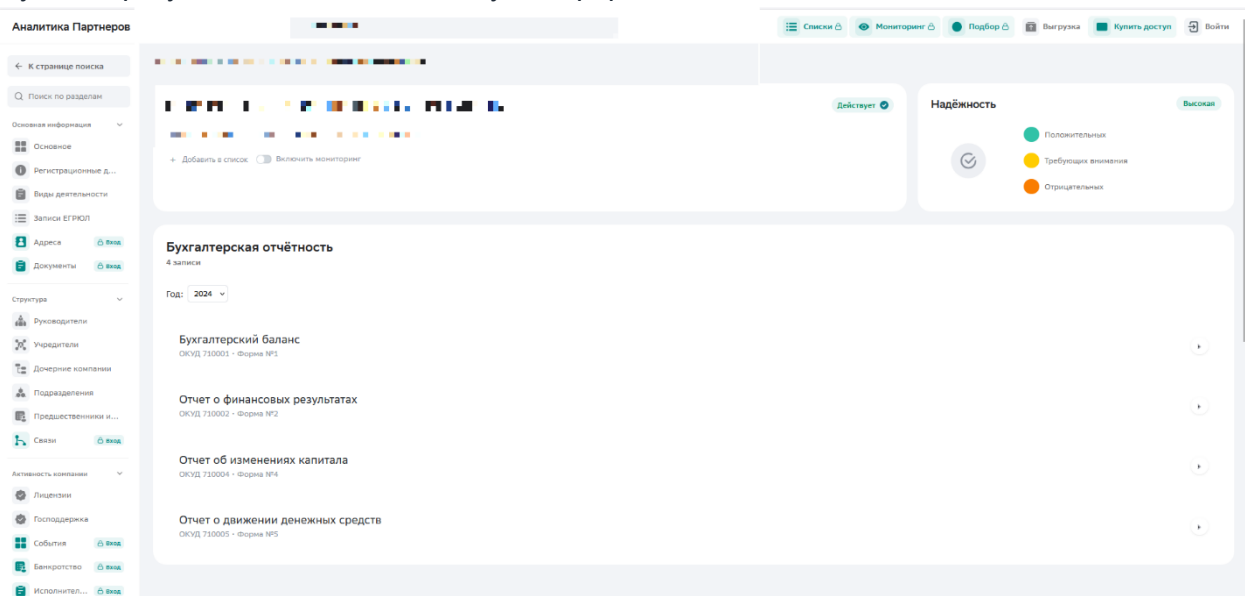 Аналитика Партнеров
Списки
Мониторинг
Подбор
Выгрузка
Купить доступ
Войти
К странице поиска
Поиск по разделам
Основная информация
Основное
Регистрационные д...
Виды деятельности
Записи ЕГРЮЛ
Адреса Вход
Документы Вход
Структура
Руководители
Учредители
Дочерние компании
Подразделения
Предшественники и...
Связи Вход
Активность компании
Лицензии
Господдержка
События Вход
Банкротство Вход
Исполнител... Вход
Действует
+ Добавить в список Включить мониторинг
Надёжность
Высокая
Положительных
Требующих внимания
Отрицательных
Бухгалтерская отчётность
4 записи
Год: 2024
Бухгалтерский баланс
ОКУД 710001 · Форма №1
Отчет о финансовых результатах
ОКУД 710002 · Форма №2
Отчет об изменениях капитала
ОКУД 710004 · Форма №4
Отчет о движении денежных средств
ОКУД 710005 · Форма №5